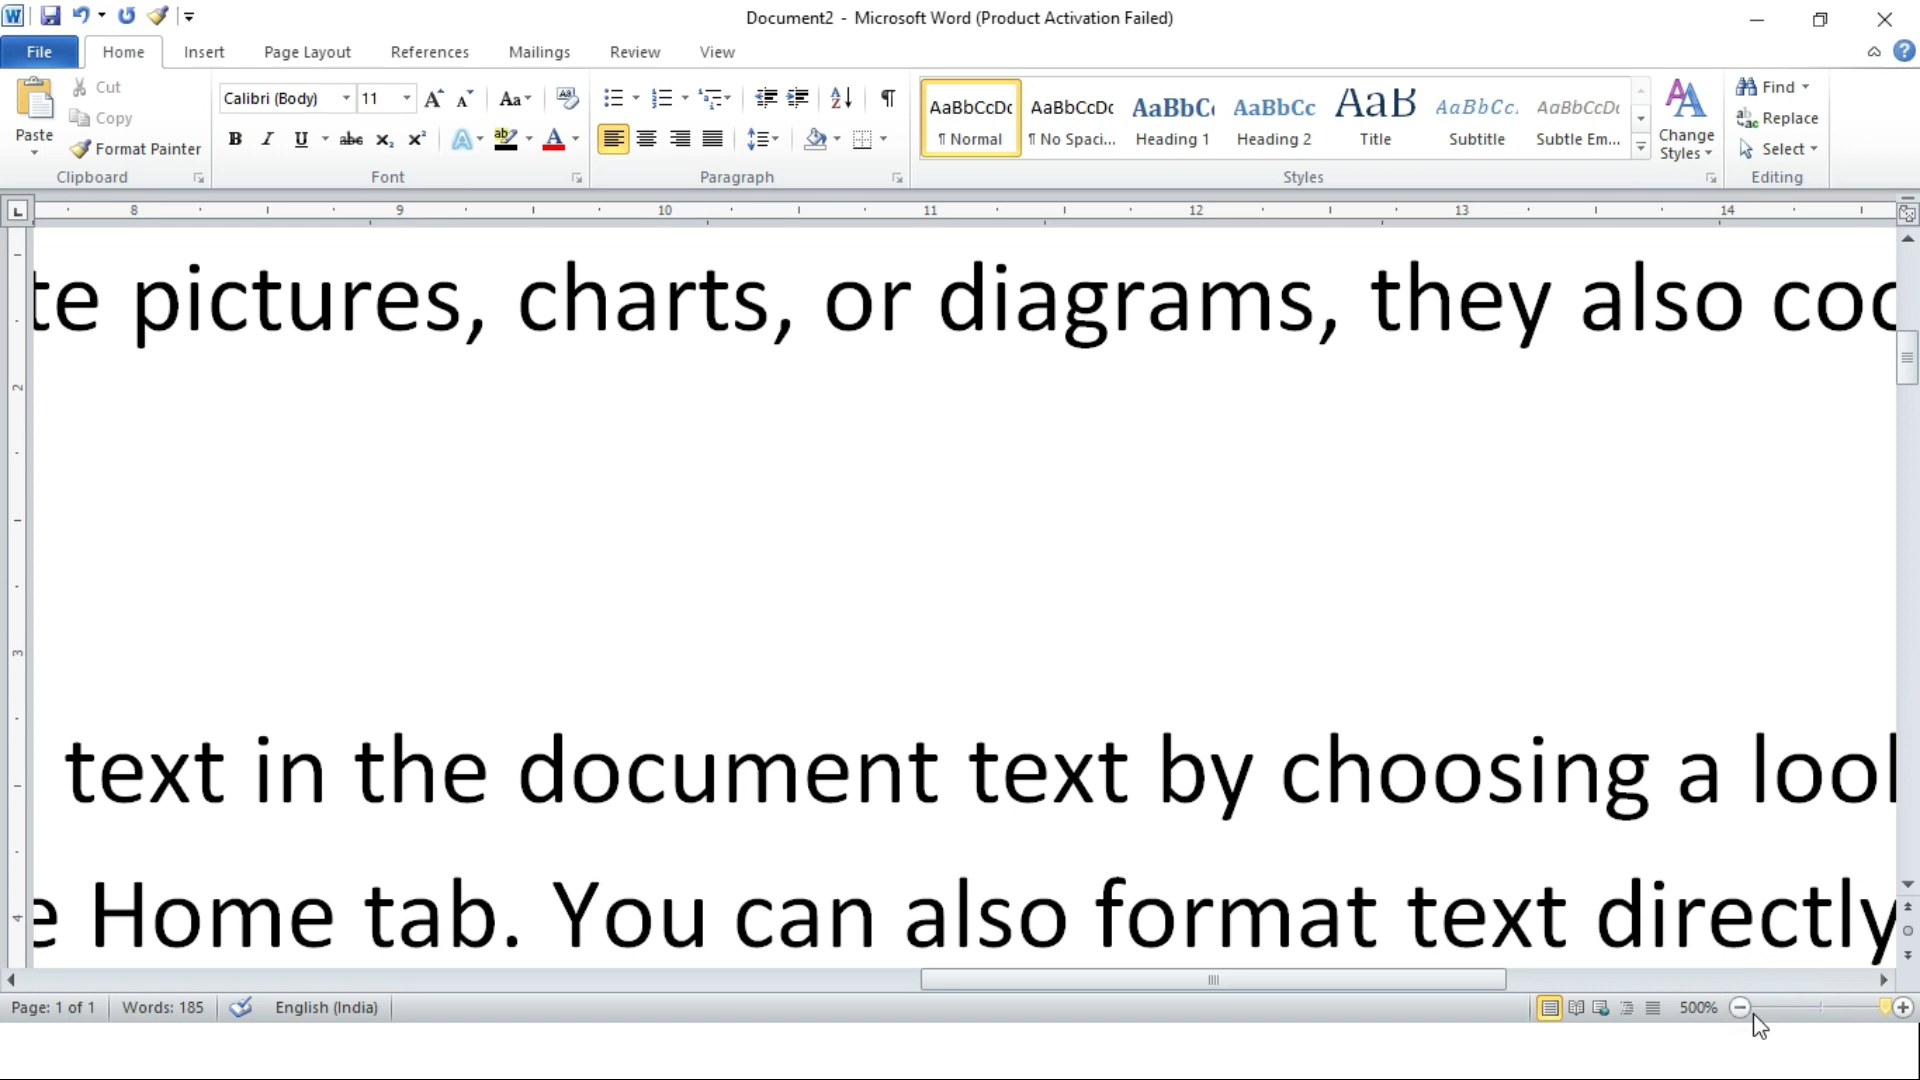 Document2 - Microsoft Word (Product Activation Failed)
File Home Insert Page Layout References Mailings Review View
Paste
Cut
Copy
Format Painter
Clipboard
Calibri (Body) 11
Font
Paragraph
AaBbCcDc AaBbCcDc AaBbC AaBbCc AaB AaBbCc. AaBbCcDc
¶ Normal ¶ No Spaci... Heading 1 Heading 2 Title Subtitle Subtle Em...
Styles
Change
Styles
Find
Replace
Select
Editing
8 9 10 11 12 13 14
2
3
4
te pictures, charts, or diagrams, they also coo
text in the document text by choosing a look
e Home tab. You can also format text directly
Page: 1 of 1 Words: 185 English (India) 500%